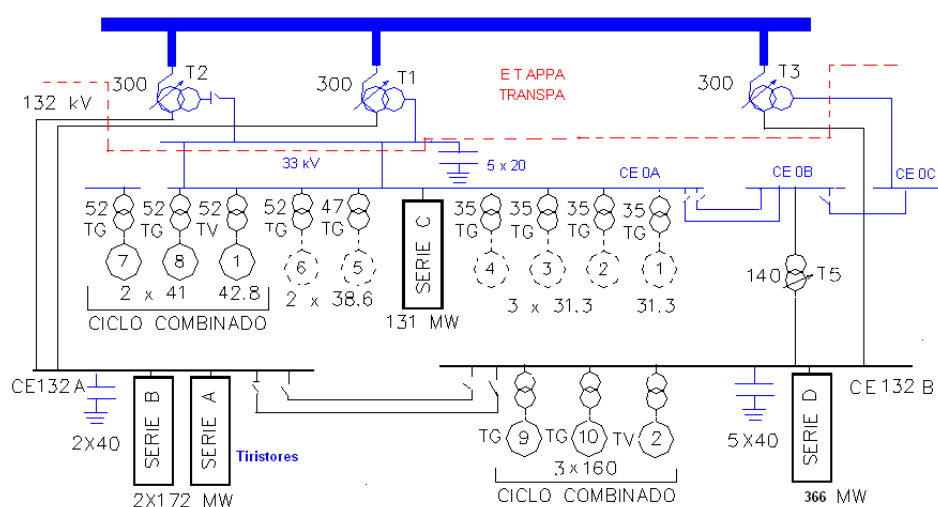 300
T2
300
T1
300
T3
E T APPA
TRANSPA
132 kV
33 kV
5 x 20
CE 0A
CE 0B
CE 0C
52
TG
52
TG
52
TV
52
TG
47
TG
35
TG
35
TG
35
TG
35
TG
7
8
1
6
5
4
3
2
1
SERIE C
140
T5
2 x 41
42.8
2 x 38.6
3 x 31.3
31.3
CICLO COMBINADO
131 MW
CE132 A
CE 132 B
2X40
SERIE B
SERIE A
Tiristores
2X172 MW
TG
9
TG
10
TV
2
3x160
CICLO COMBINADO
5X40
SERIE D
366 MW